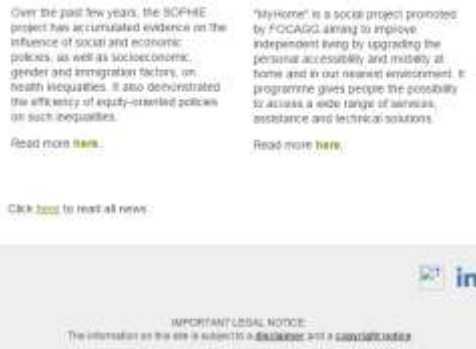 Over the past few years, the SOPHIE
project has accumulated evidence on the
influence of social and economic
policies, as well as socioeconomic,
gender and immigration factors, on
health inequalities. It also demonstrated
the efficiency of equity-oriented policies
on such inequalities.
Read more here.
"MyHome" is a social project promoted
by FOCAGG aiming to improve
independent living by upgrading the
personal accessibility and mobility at
home and in our nearest environment. It
programme gives people the possibility
to access a wide range of services,
assistance and technical solutions.
Read more here.
Click here to read all news
in
IMPORTANT LEGAL NOTICE
The information on this site is subject to a disclaimer and a copyright notice